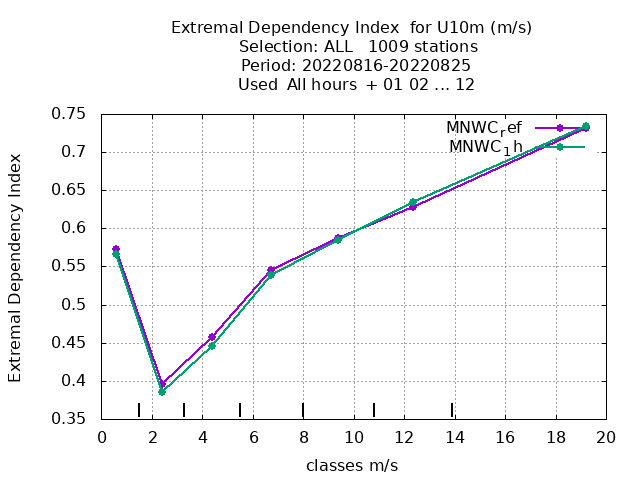 Extremal Dependency Index  for U10m (m/s)
Selection: ALL   1009 stations
Period: 20220816-20220825
Used  All hours  + 01 02 ... 12
MNWCref
MNWC1h
Extremal Dependency Index
0.75
0.7
0.65
0.6
0.55
0.5
0.45
0.4
0.35
0 2 4 6 8 10 12 14 16 18 20
classes m/s